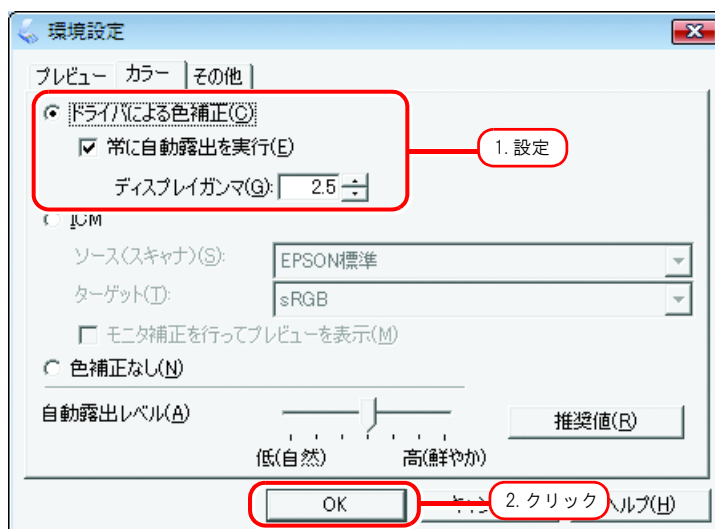 環境設定
プレビュー カラー その他
ドライバによる色補正(C)
常に自動露出を実行(E)
1. 設定
ディスプレイガンマ(G): 2.5
ICM
ソース(スキャナ)(S): EPSON標準
ターゲット(T): sRGB
モニタ補正を行ってプレビューを表示(M)
色補正なし(N)
自動露出レベル(A)
推奨値(R)
低(自然) 高(鮮やか)
OK
2. クリック
ヘルプ(H)